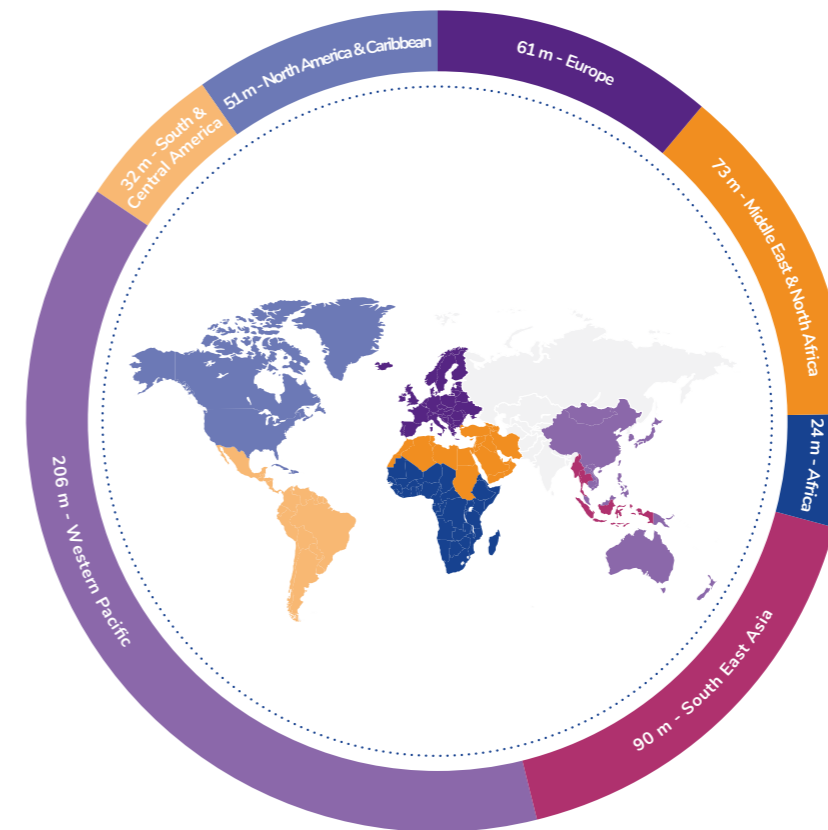 61 m - Europe
73 m - Middle East & North Africa
24 m - Africa
90 m - South East Asia
206 m - Western Pacific
32 m - South &
Central America
51 m - North America & Caribbean